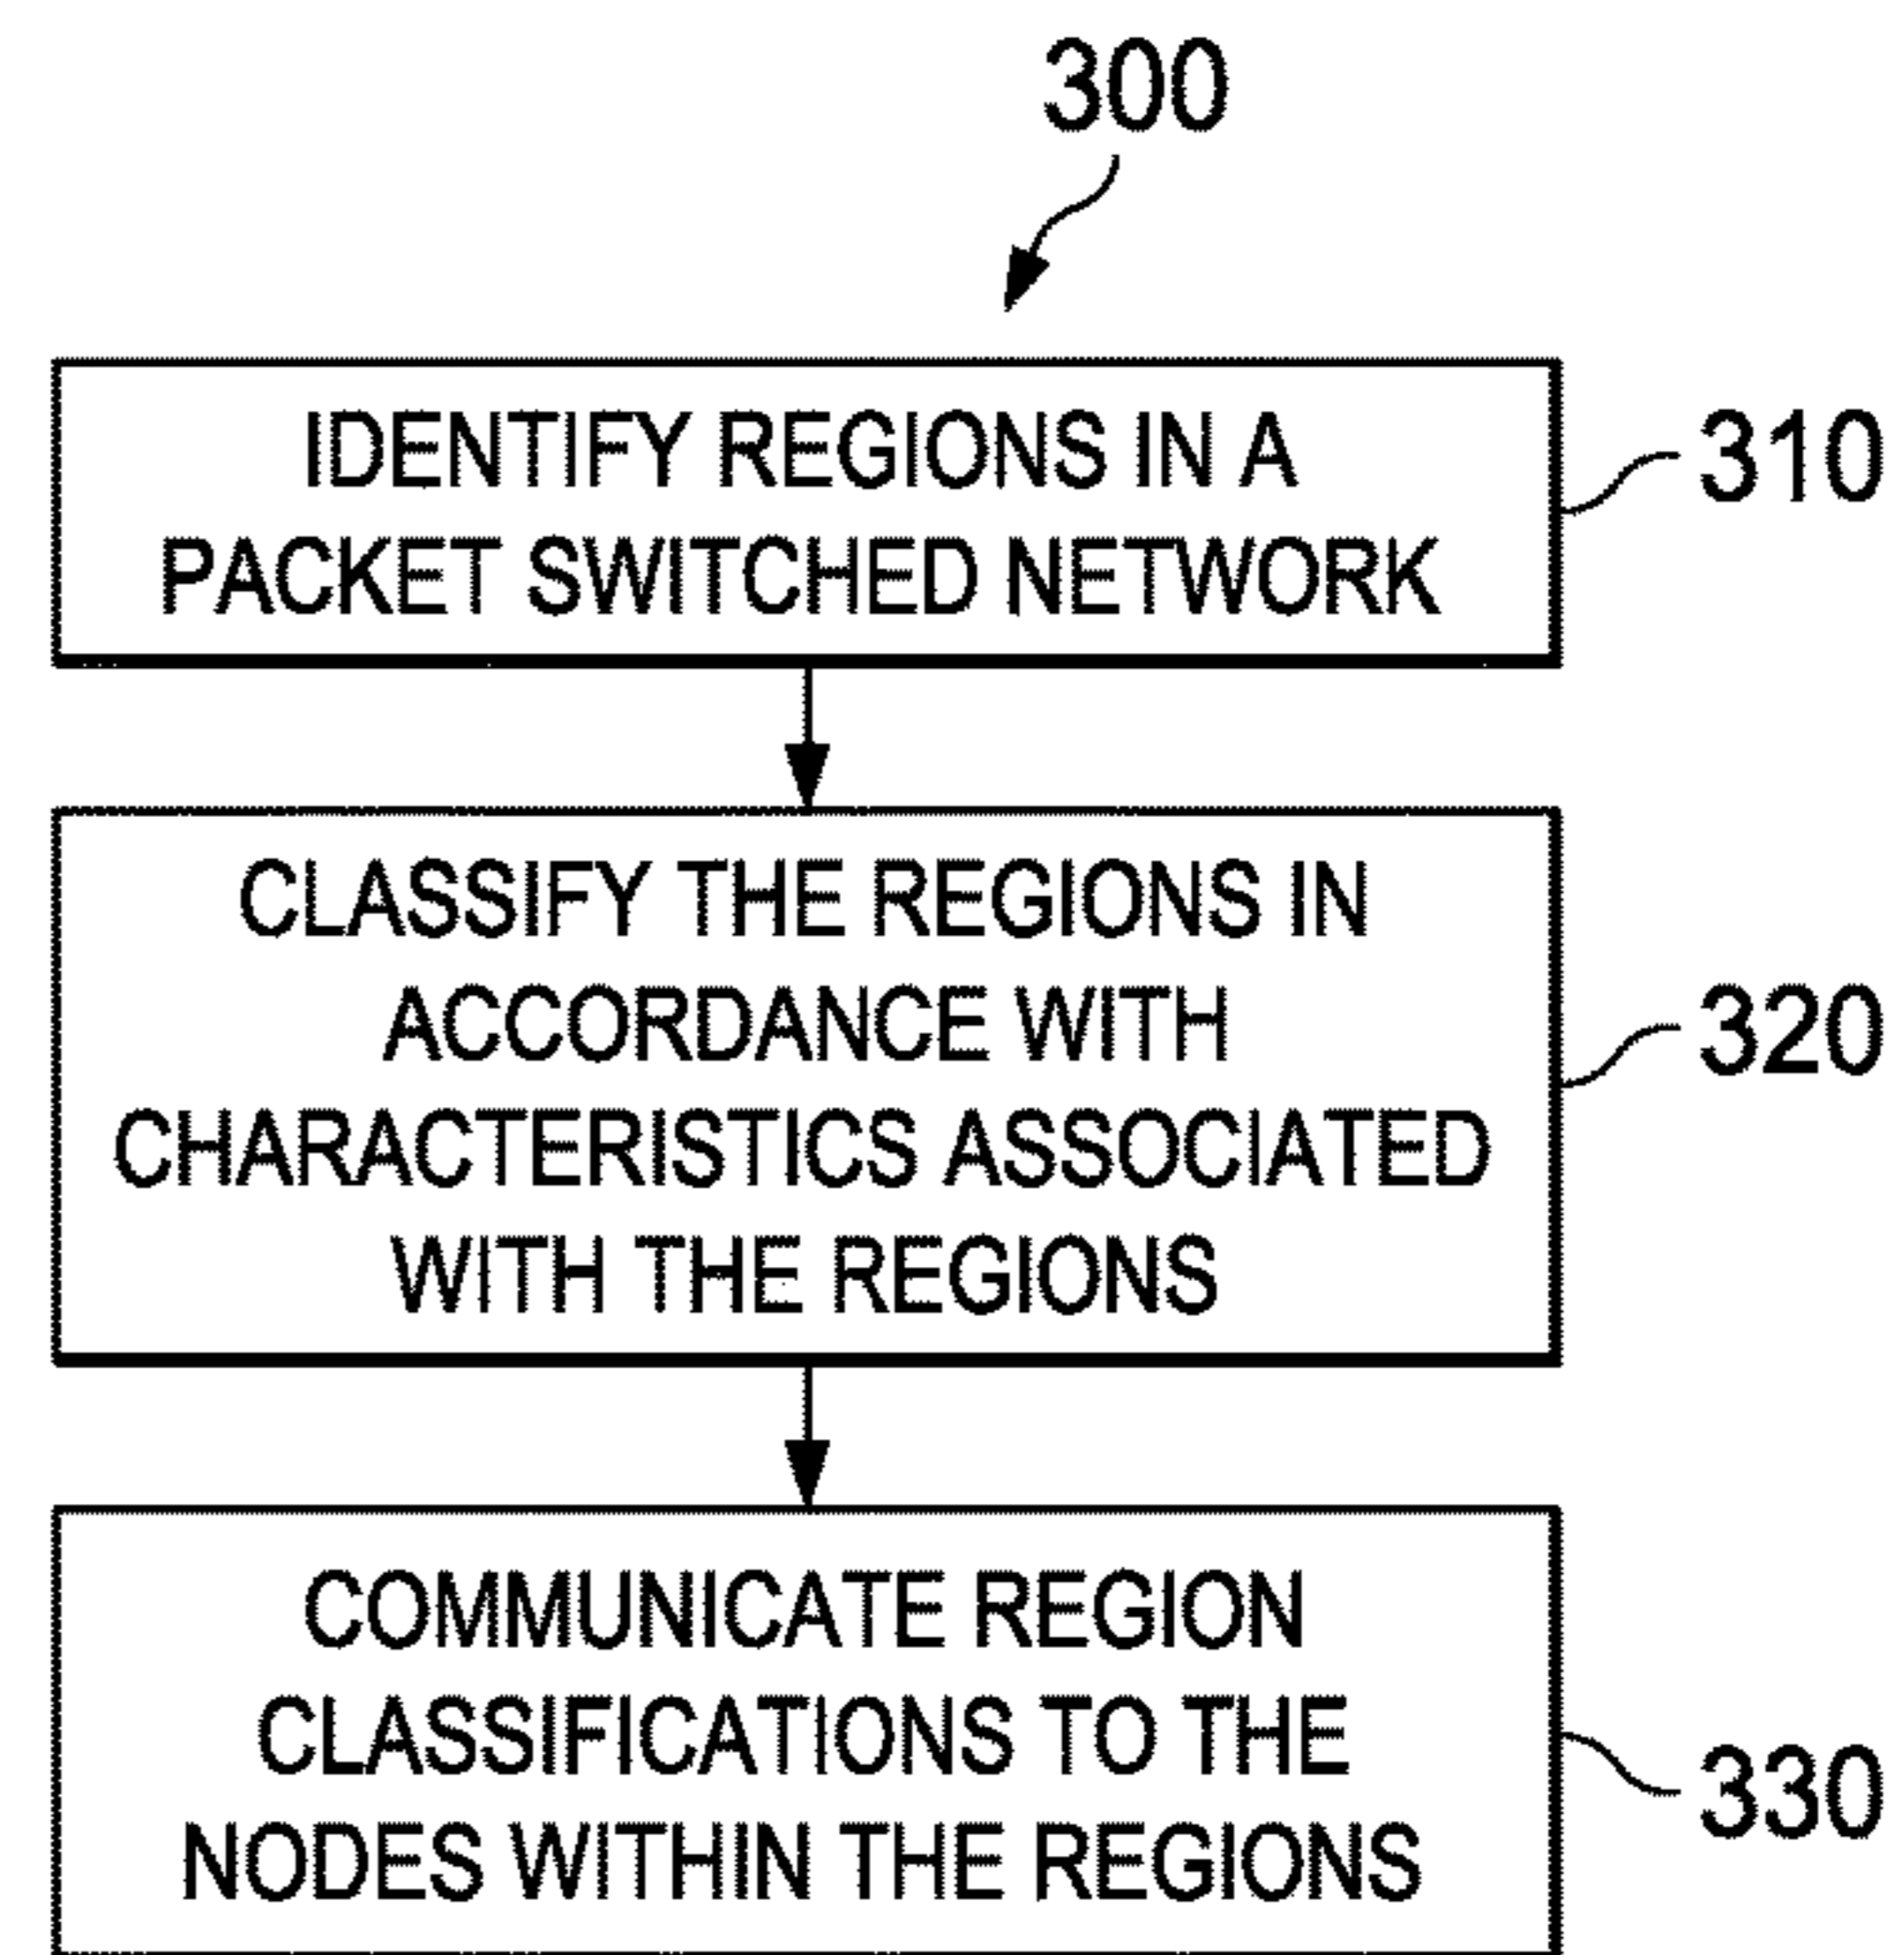 300
IDENTIFY REGIONS IN A
PACKET SWITCHED NETWORK
310
CLASSIFY THE REGIONS IN
ACCORDANCE WITH
CHARACTERISTICS ASSOCIATED
WITH THE REGIONS
320
COMMUNICATE REGION
CLASSIFICATIONS TO THE
NODES WITHIN THE REGIONS
330